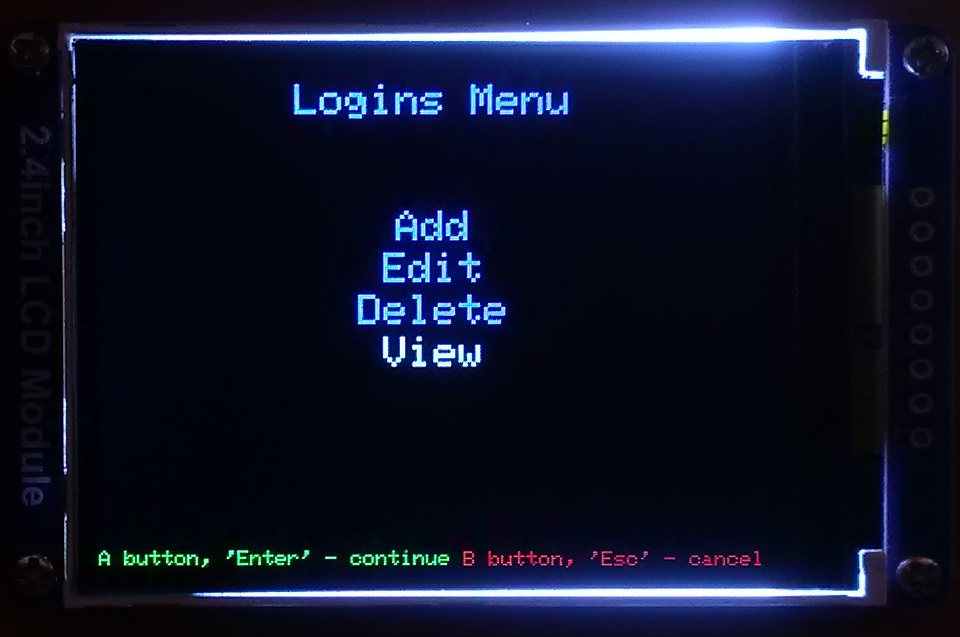 Logins Menu
Add
Edit
Delete
View
A button, 'Enter' - continue B button, 'Esc' - cancel
2.4inch LCD Module